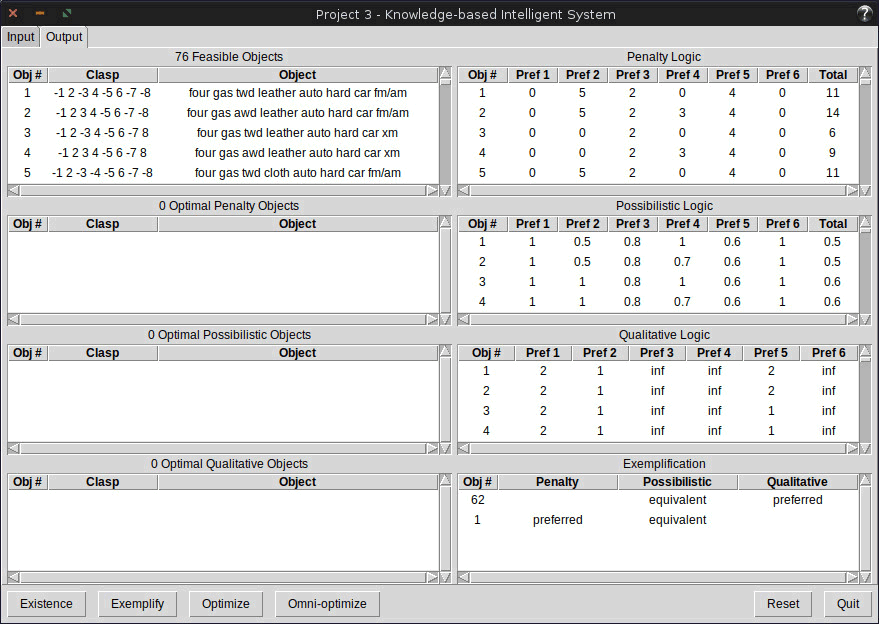 Project 3 - Knowledge-based Intelligent System
?
Input Output
76 Feasible Objects
Obj # Clasp Object
1 -1 2 -3 4 -5 6 -7 -8 four gas twd leather auto hard car fm/am
2 -1 2 3 4 -5 6 -7 -8 four gas awd leather auto hard car fm/am
3 -1 2 -3 4 -5 6 -7 8 four gas twd leather auto hard car xm
4 -1 2 3 4 -5 6 -7 8 four gas awd leather auto hard car xm
5 -1 2 -3 -4 -5 6 -7 -8 four gas twd cloth auto hard car fm/am
0 Optimal Penalty Objects
Obj # Clasp Object
0 Optimal Possibilistic Objects
Obj # Clasp Object
0 Optimal Qualitative Objects
Obj # Clasp Object
Penalty Logic
Obj # Pref 1 Pref 2 Pref 3 Pref 4 Pref 5 Pref 6 Total
1 0 5 2 0 4 0 11
2 0 5 2 3 4 0 14
3 0 0 2 0 4 0 6
4 0 0 2 3 4 0 9
5 0 5 2 0 4 0 11
Possibilistic Logic
Obj # Pref 1 Pref 2 Pref 3 Pref 4 Pref 5 Pref 6 Total
1 1 0.5 0.8 1 0.6 1 0.5
2 1 0.5 0.8 0.7 0.6 1 0.5
3 1 1 0.8 1 0.6 1 0.6
4 1 1 0.8 0.7 0.6 1 0.6
Qualitative Logic
Obj # Pref 1 Pref 2 Pref 3 Pref 4 Pref 5 Pref 6
1 2 1 inf inf 2 inf
2 2 1 inf inf 2 inf
3 2 1 inf inf 1 inf
4 2 1 inf inf 1 inf
Exemplification
Obj # Penalty Possibilistic Qualitative
62 equivalent preferred
1 preferred equivalent
Existence Exemplify Optimize Omni-optimize Reset Quit